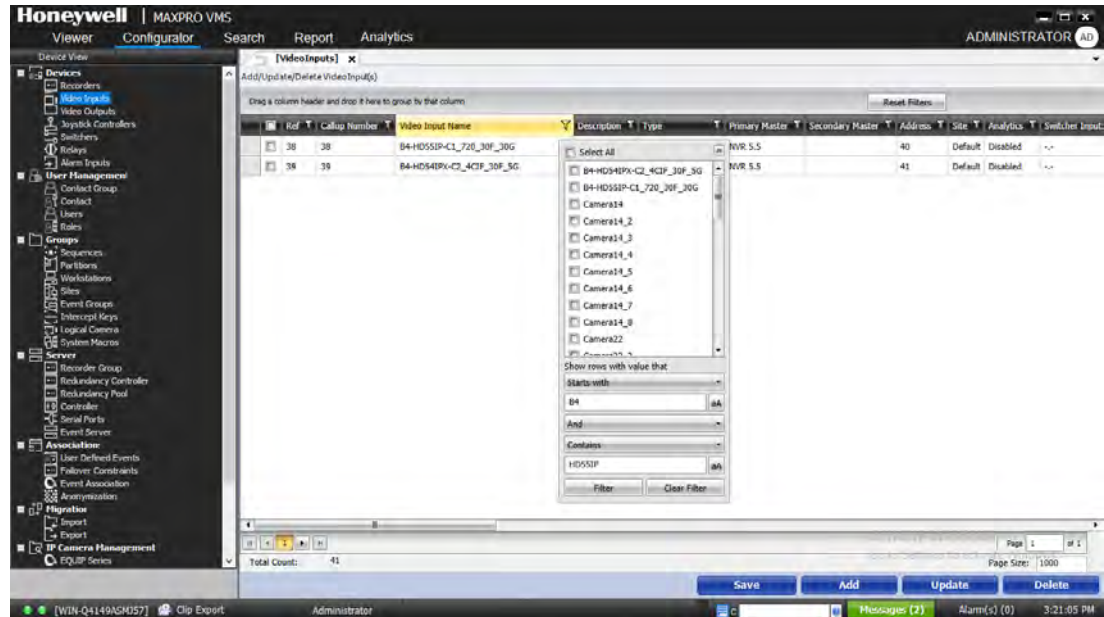 Honeywell | MAXPRO VMS
Viewer Configurator Search Report Analytics ADMINISTRATOR AD
Device View [VideoInputs] x
Add/Update/Delete VideoInput(s)
Drag a column header and drop it here to group by that column Reset Filters
Ref Callup Number Video Input Name Description Type Primary Master Secondary Master Address Site Analytics Switcher Input
38 38 B4-HD55IP-C1_720_30F_30G NVR 5.5 40 Default Disabled -.-
39 39 B4-HD54IPX-C2_4CIF_30F_5G NVR 5.5 41 Default Disabled -.-
Devices
Recorders
Video Inputs
Video Outputs
Joystick Controllers
Switchers
Relays
Alarm Inputs
User Management
Contact Group
Contact
Users
Roles
Groups
Sequences
Partitions
Workstations
Sites
Event Groups
Intercept Keys
Logical Camera
System Macros
Server
Recorder Group
Redundancy Controller
Redundancy Pool
Controller
Serial Ports
Event Server
Association
User Defined Events
Failover Constraints
Event Association
Anonymization
Migration
Import
Export
IP Camera Management
EQUIP Series
Select All
B4-HD54IPX-C2_4CIF_30F_5G
B4-HD55IP-C1_720_30F_30G
Camera14
Camera14_2
Camera14_3
Camera14_4
Camera14_5
Camera14_6
Camera14_7
Camera14_8
Camera22
Show rows with value that
Starts with
B4 aA
And
Contains
HD55IP aA
Filter Clear Filter
1 Page 1 of 1
Total Count: 41 Page Size: 1000
Save Add Update Delete
[WIN-Q4149ASMJ57] Clip Export Administrator C Messages (2) Alarm(s) (0) 3:21:05 PM